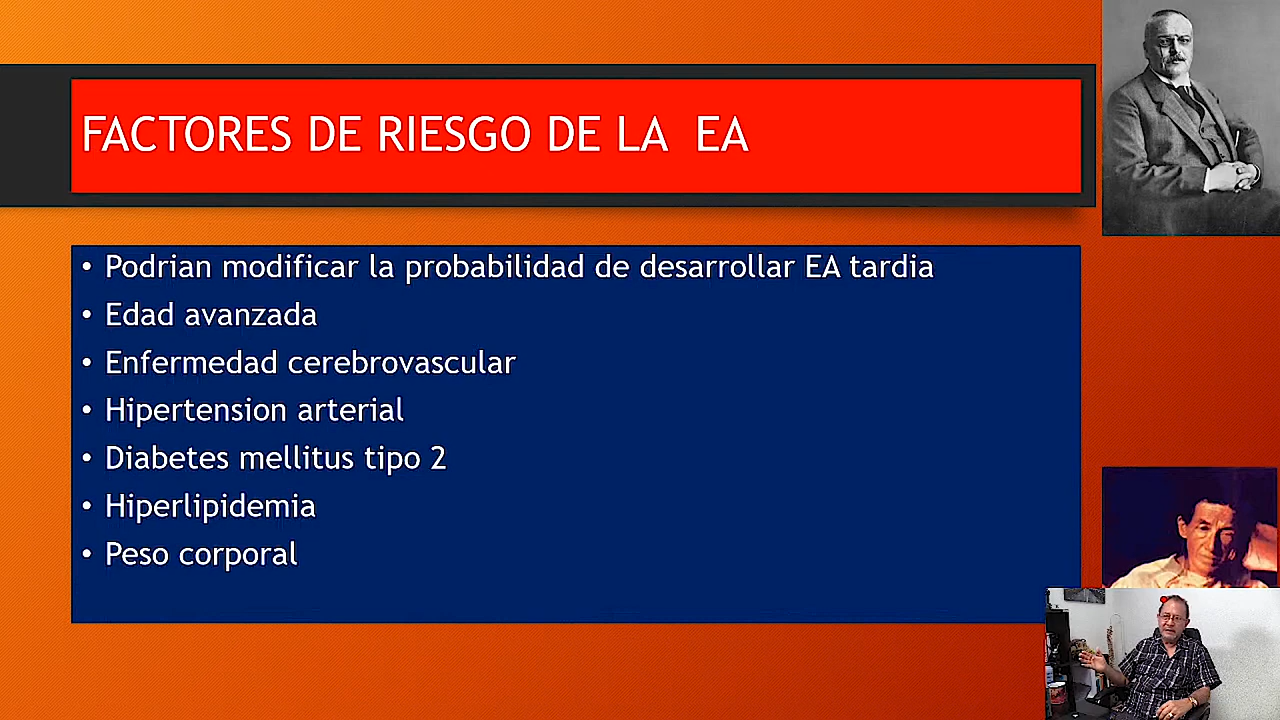 FACTORES DE RIESGO DE LA EA
• Podrian modificar la probabilidad de desarrollar EA tardia
• Edad avanzada
• Enfermedad cerebrovascular
• Hipertension arterial
• Diabetes mellitus tipo 2
• Hiperlipidemia
• Peso corporal